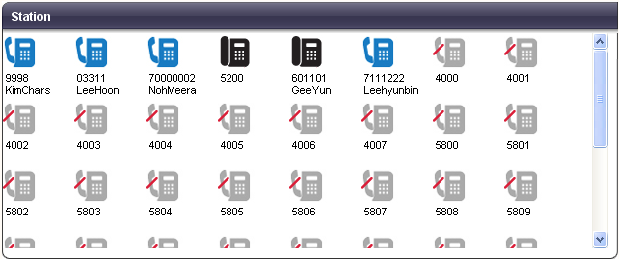 Station
9998 03311 70000002 5200 601101 7111222 4000 4001
KimChars LeeHoon NohMeera GeeYun Leehyunbin
4002 4003 4004 4005 4006 4007 5800 5801
5802 5803 5804 5805 5806 5807 5808 5809